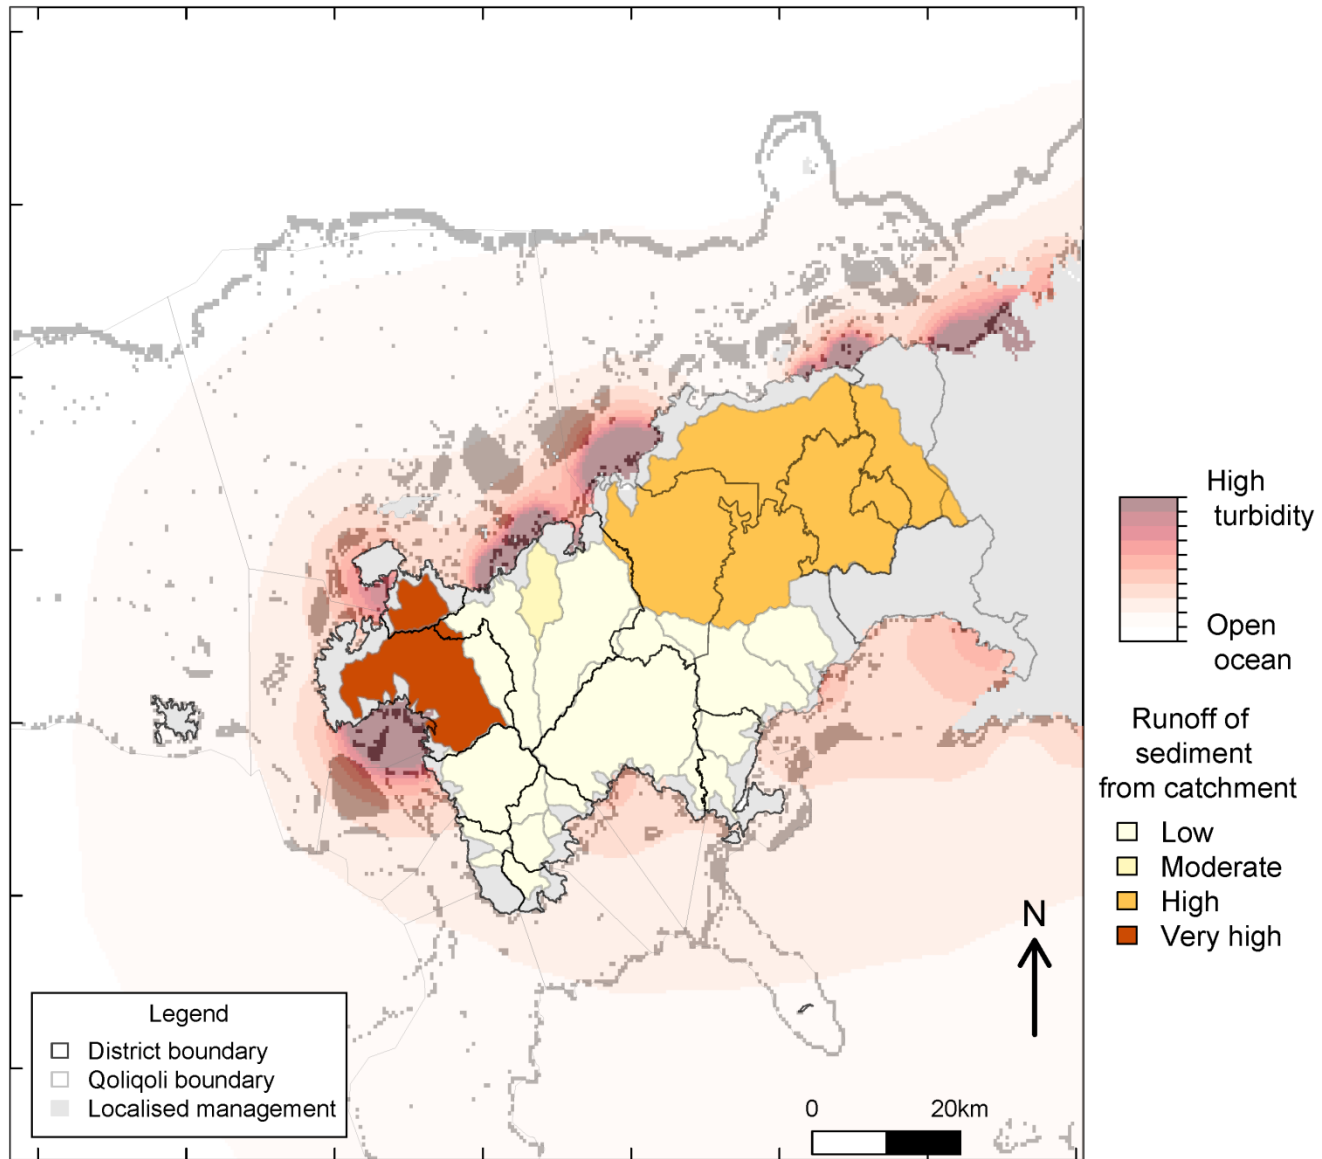 High
turbidity
Open
ocean
Runoff of
sediment
from catchment
Low
Moderate
High
Very high
N
Legend
District boundary
Qoliqoli boundary
Localised management
0 20km